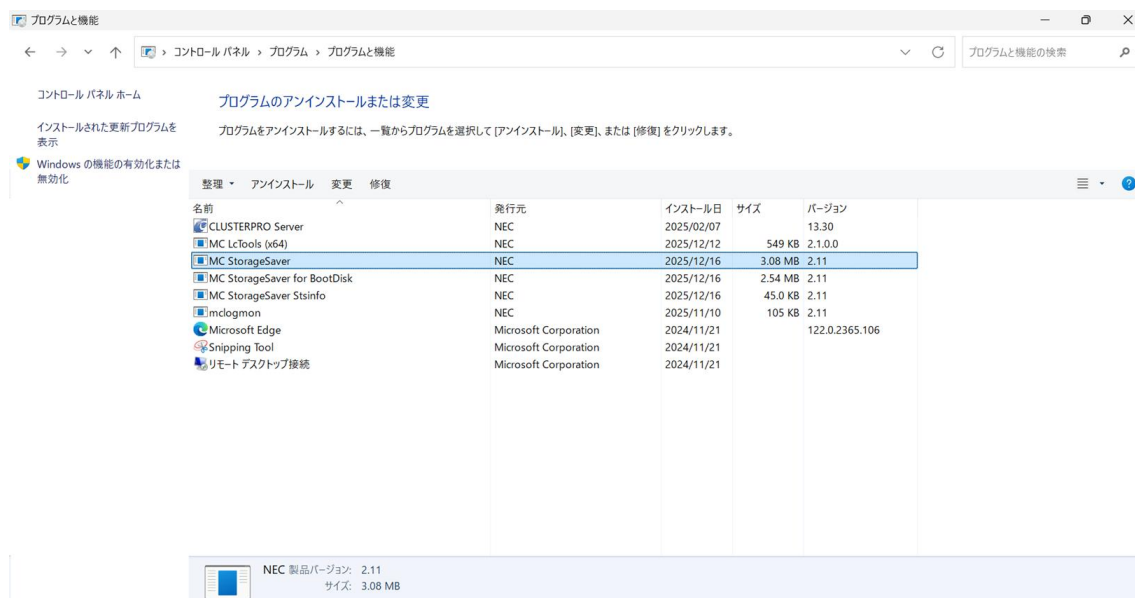 プログラムと機能
コントロール パネル › プログラム › プログラムと機能
プログラムと機能の検索
コントロール パネル ホーム
インストールされた更新プログラムを
表示
Windows の機能の有効化または
無効化
プログラムのアンインストールまたは変更
プログラムをアンインストールするには、一覧からプログラムを選択して [アンインストール]、[変更]、または [修復] をクリックします。
整理 アンインストール 変更 修復
名前 発行元 インストール日 サイズ バージョン
CLUSTERPRO Server NEC 2025/02/07 13.30
MC LcTools (x64) NEC 2025/12/12 549 KB 2.1.0.0
MC StorageSaver NEC 2025/12/16 3.08 MB 2.11
MC StorageSaver for BootDisk NEC 2025/12/16 2.54 MB 2.11
MC StorageSaver Stsinfo NEC 2025/12/16 45.0 KB 2.11
mclogmon NEC 2025/11/10 105 KB 2.11
Microsoft Edge Microsoft Corporation 2024/11/21 122.0.2365.106
Snipping Tool Microsoft Corporation 2024/11/21
リモート デスクトップ接続 Microsoft Corporation 2024/11/21
NEC 製品バージョン: 2.11
サイズ: 3.08 MB